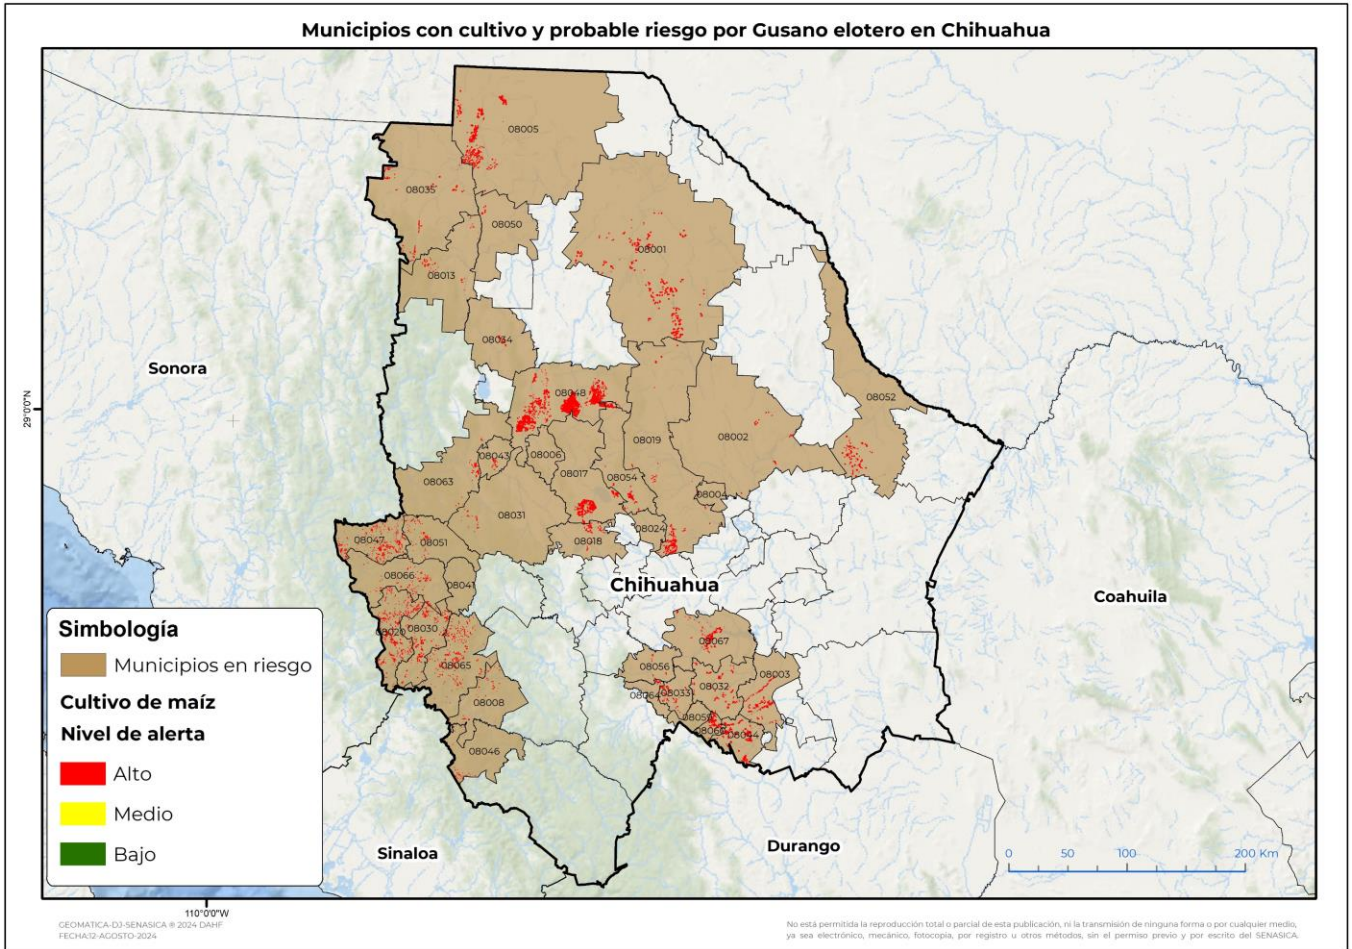 Municipios con cultivo y probable riesgo por Gusano elotero en Chihuahua
08005
08035
08050
08001
08013
08034
08048
08052
08019
08002
08043
08006
08017
08054
08063
08004
08031
08024
08018
08047
08051
08066
08041
08020
08030
08065
08008
08046
08067
08056
08003
08064
08033
08032
08044
Sonora
Chihuahua
Coahuila
Sinaloa
Durango
29°0'0"N
110°0'0"W
Simbología
Municipios en riesgo
Cultivo de maíz
Nivel de alerta
Alto
Medio
Bajo
0 50 100 200 Km
GEOMATICA-DJ-SENASICA ® 2024 DAHF
FECHA:12-AGOSTO-2024
No está permitida la reproducción total o parcial de esta publicación, ni la transmisión de ninguna forma o por cualquier medio,
ya sea electrónico, mecánico, fotocopia, por registro u otros métodos, sin el permiso previo y por escrito del SENASICA.